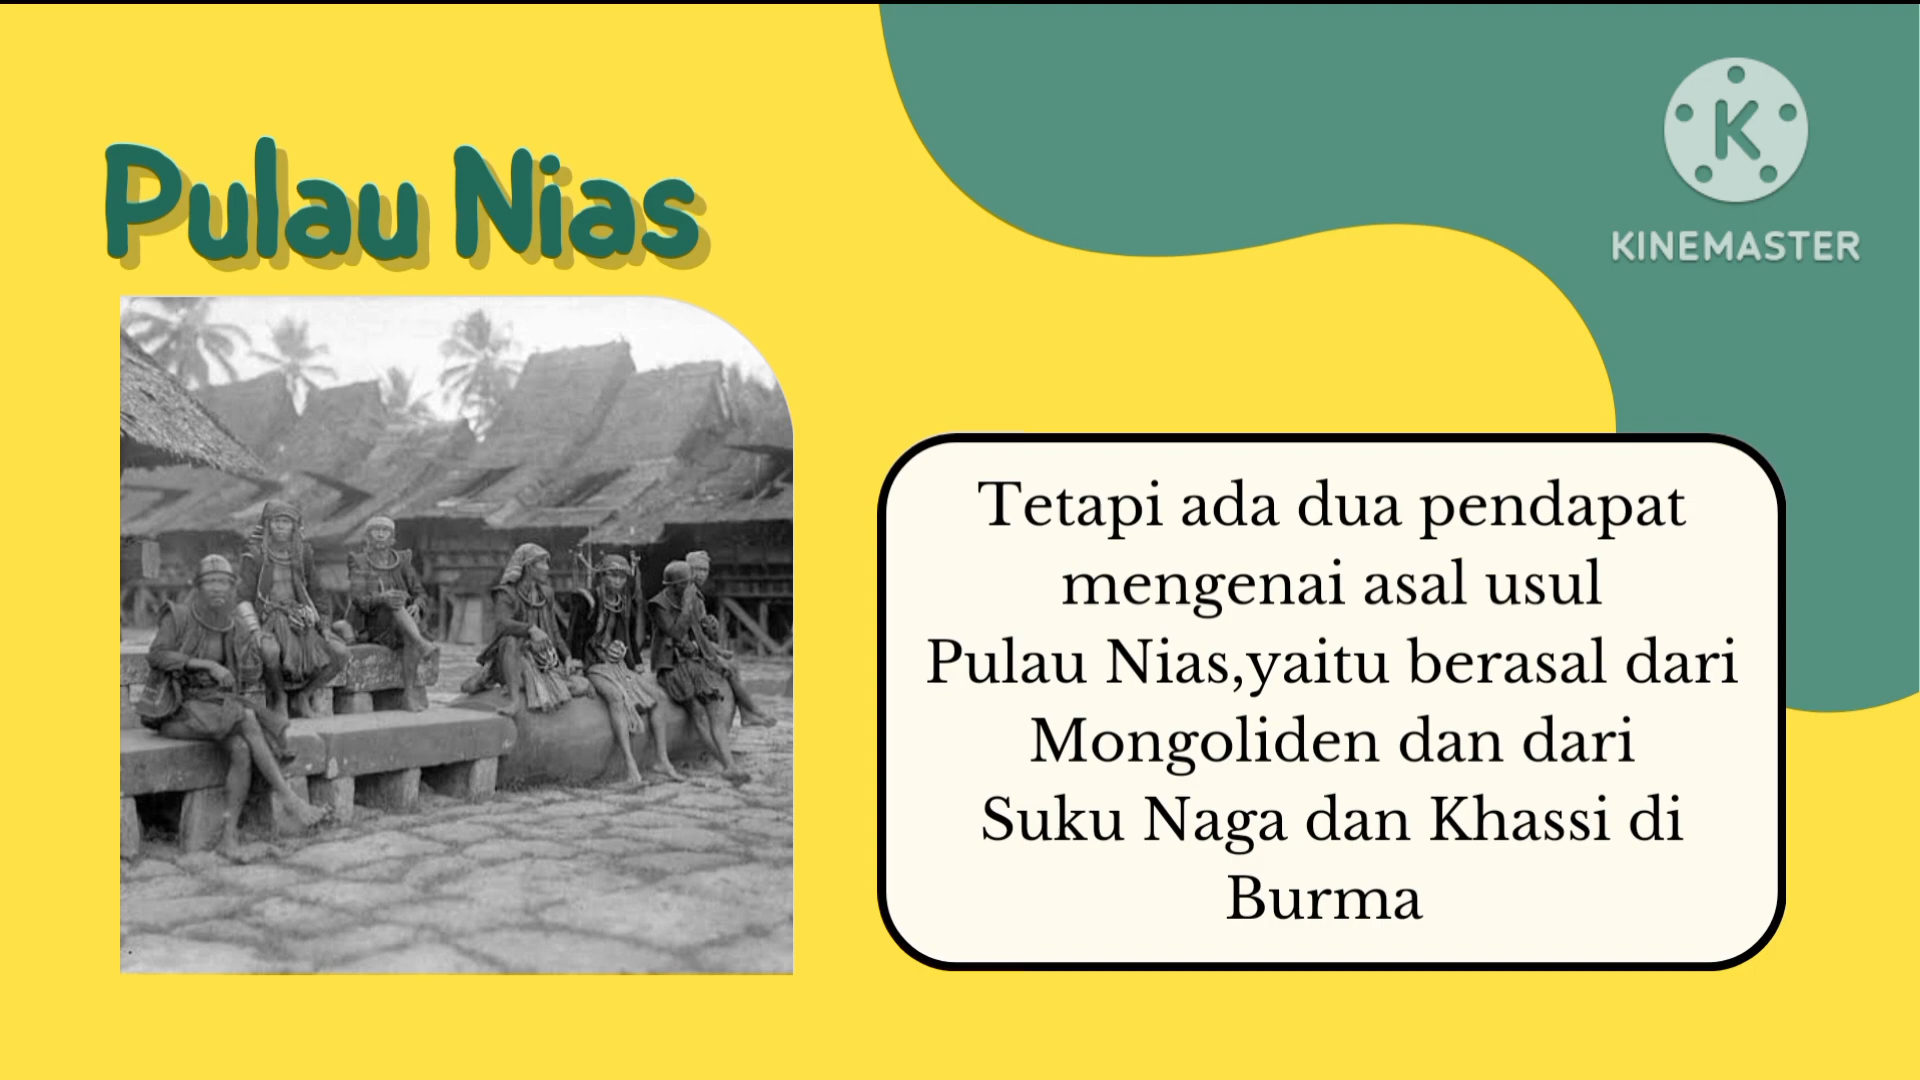 Pulau Nias
K
KINEMASTER
Tetapi ada dua pendapat
mengenai asal usul
Pulau Nias,yaitu berasal dari
Mongoliden dan dari
Suku Naga dan Khassi di
Burma